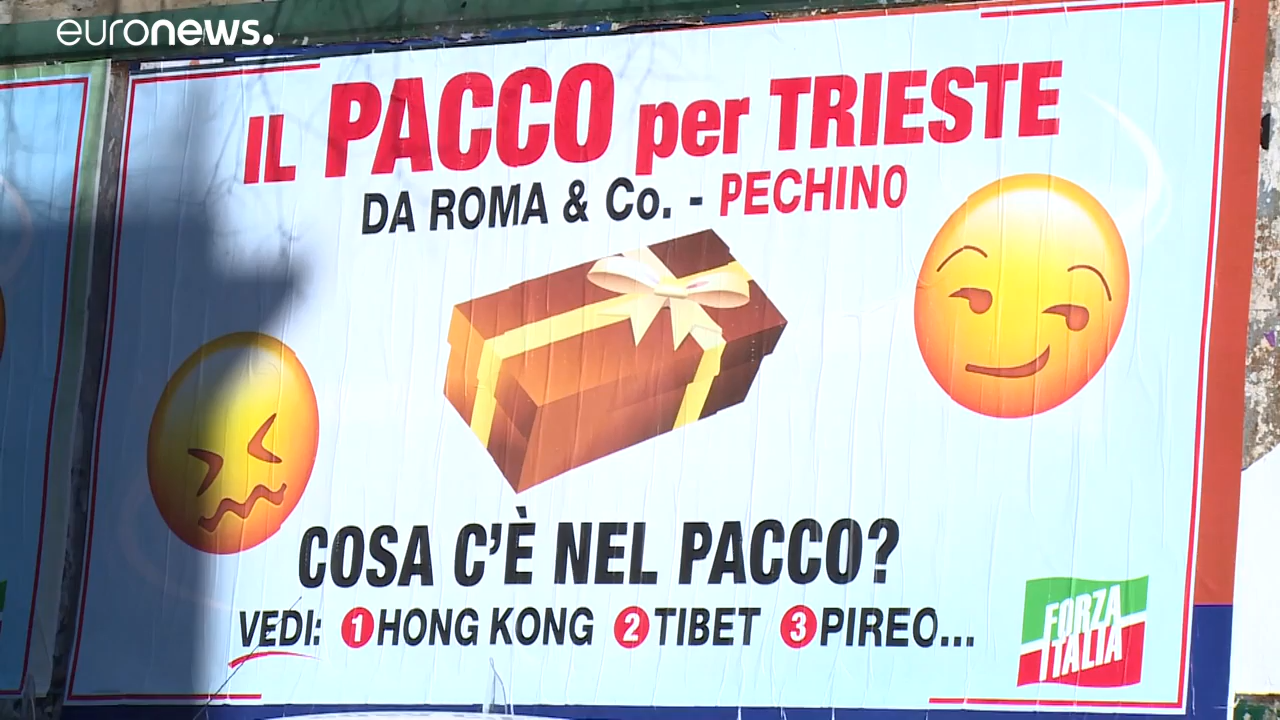 euronews.
IL PACCO per TRIESTE
DA ROMA & Co. - PECHINO
COSA C'È NEL PACCO?
VEDI: 1 HONG KONG 2 TIBET 3 PIREO...
FORZA
ITALIA